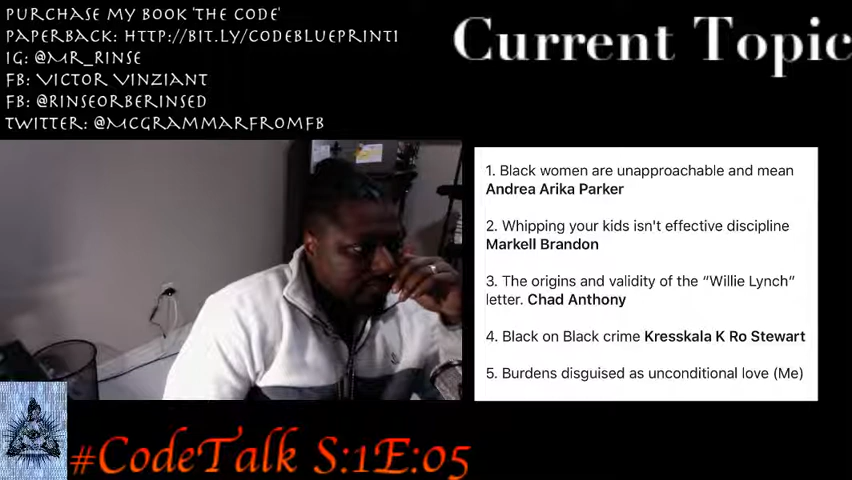 PURCHASE MY BOOK 'THE CODE'
PAPERBACK: HTTP://BIT.LY/CODEBLUEPRINT1
IG: @MR_RINSE
FB: VICTOR VINZIANT
FB: @RINSEORBERINSED
TWITTER: @MCGRAMMARFROMFB
Current Topic
1. Black women are unapproachable and mean
Andrea Arika Parker
2. Whipping your kids isn't effective discipline
Markell Brandon
3. The origins and validity of the “Willie Lynch”
letter. Chad Anthony
4. Black on Black crime Kresskala K Ro Stewart
5. Burdens disguised as unconditional love (Me)
#CodeTalk S:1E:05